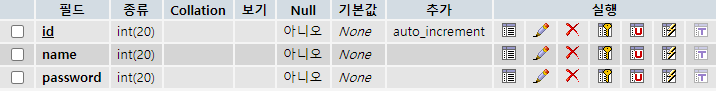 필드 종류 Collation 보기 Null 기본값 추가 실행
id int(20) 아니오 None auto_increment
name int(20) 아니오 None
password int(20) 아니오 None